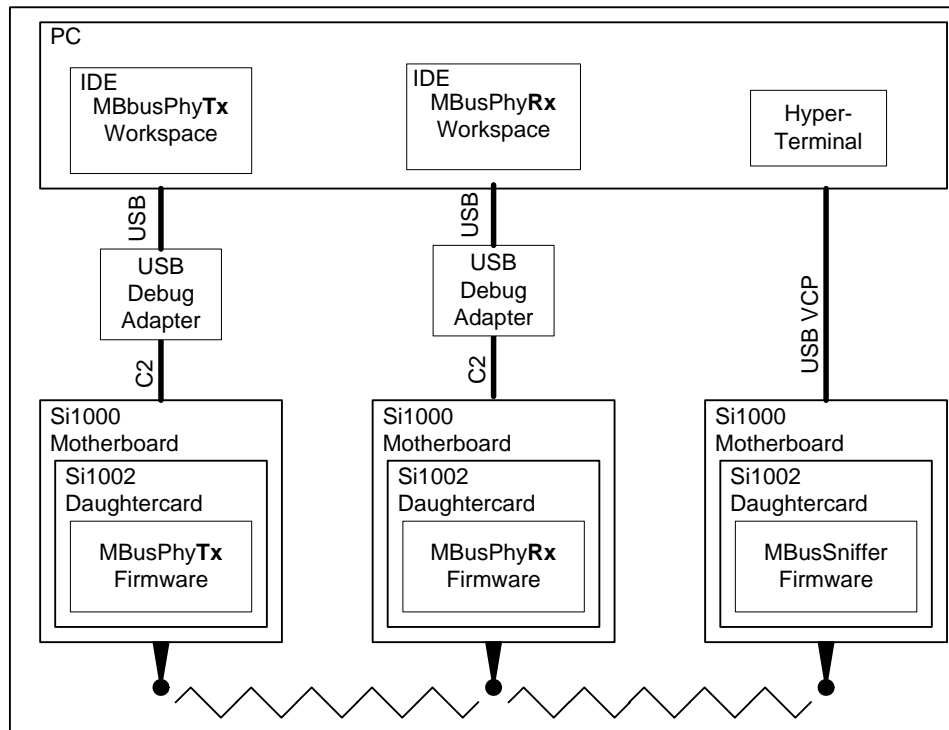 PC
IDE
MBbusPhyTx
Workspace
IDE
MBusPhyRx
Workspace
Hyper-
Terminal
USB
USB
USB VCP
USB
Debug
Adapter
USB
Debug
Adapter
C2
C2
Si1000
Motherboard
Si1002
Daughtercard
MBusPhyTx
Firmware
Si1000
Motherboard
Si1002
Daughtercard
MBusPhyRx
Firmware
Si1000
Motherboard
Si1002
Daughtercard
MBusSniffer
Firmware